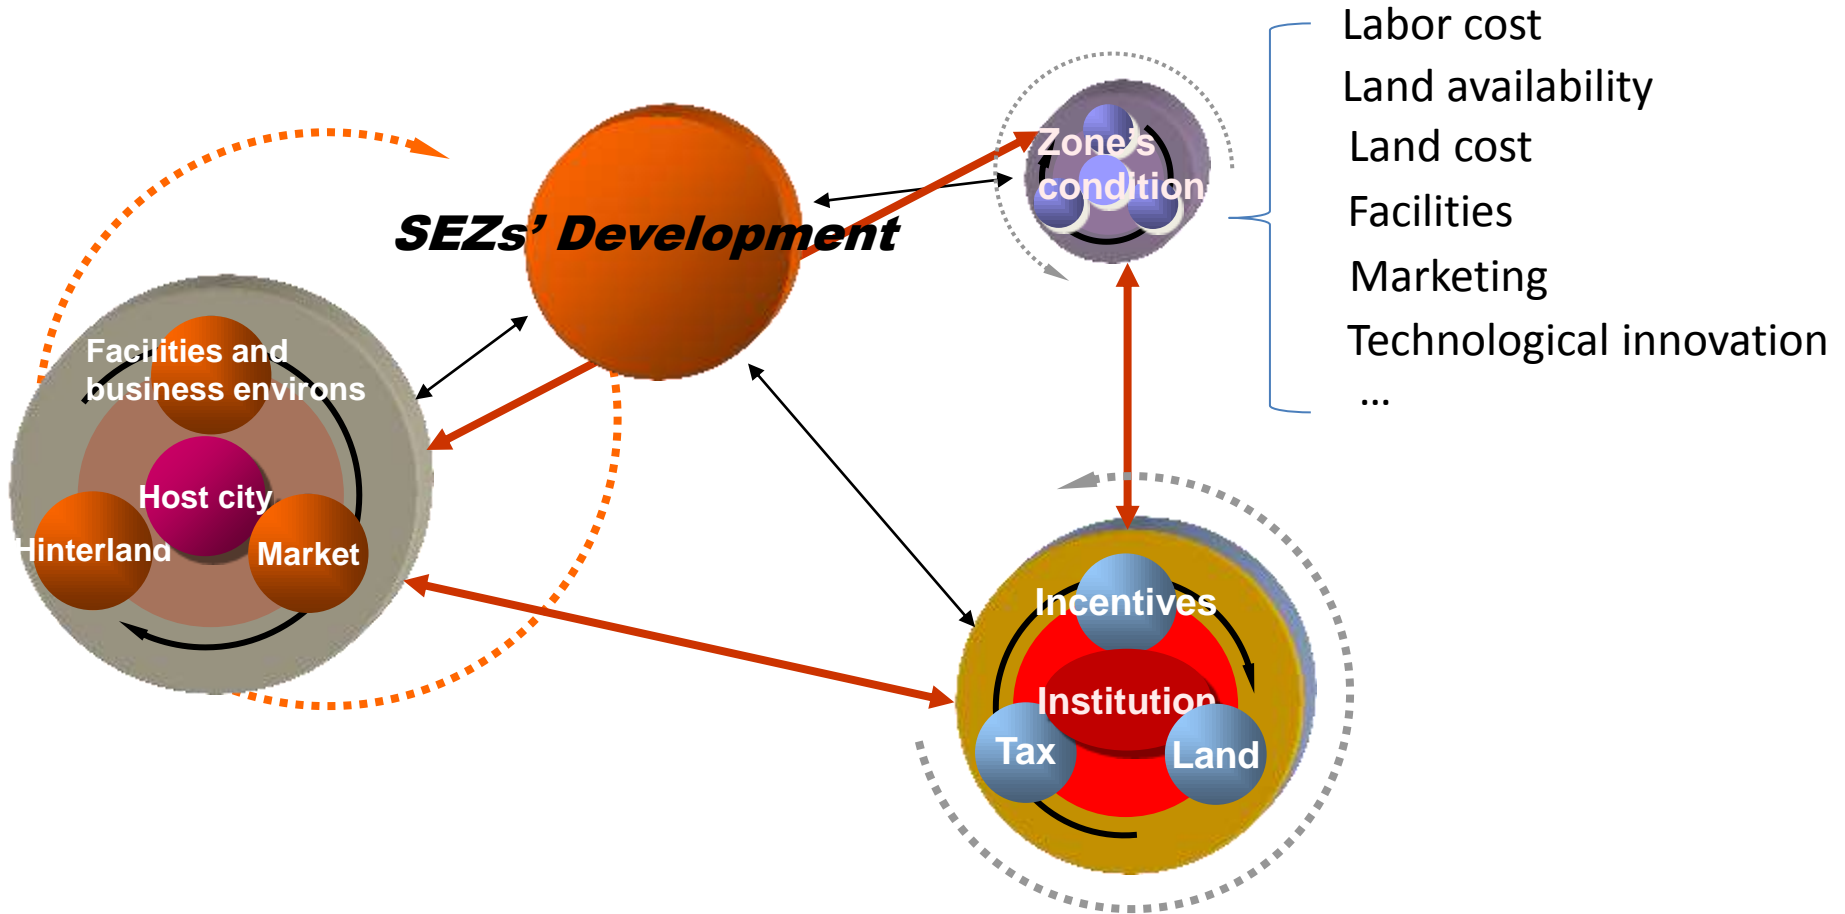 Labor cost
Land availability
Land cost
Facilities
Marketing
Technological innovation
...
Zone's
condition
SEZs' Development
Facilities and
business environs
Host city
Hinterland
Market
Incentives
Institution
Tax
Land